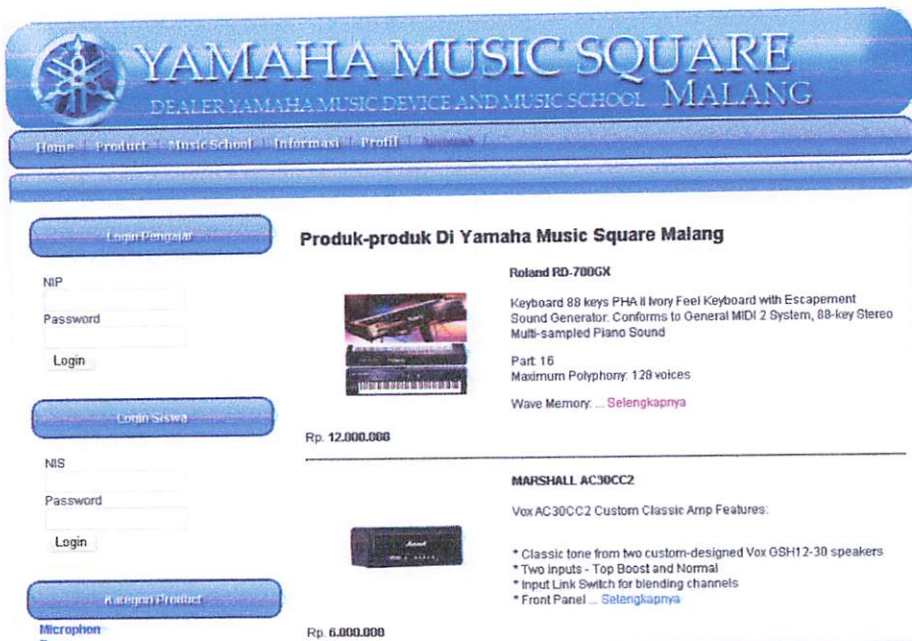 YAMAHA MUSIC SQUARE
DEALER YAMAHA MUSIC DEVICE AND MUSIC SCHOOL MALANG
Home Product Music School Informasi Profil
Login Pengajar
NIP
Password
Login
Login Siswa
NIS
Password
Login
Kategori Product
Microphon
Produk-produk Di Yamaha Music Square Malang
Roland RD-700GX
Keyboard 88 keys PHA II Ivory Feel Keyboard with Escapement
Sound Generator: Conforms to General MIDI 2 System, 88-key Stereo
Multi-sampled Piano Sound
Part: 16
Maximum Polyphony: 128 voices
Wave Memory: ... Selengkapnya
Rp. 12.000.000
MARSHALL AC30CC2
Vox AC30CC2 Custom Classic Amp Features:
* Classic tone from two custom-designed Vox GSH12-30 speakers
* Two inputs - Top Boost and Normal
* Input Link Switch for blending channels
* Front Panel ... Selengkapnya
Rp. 6.000.000